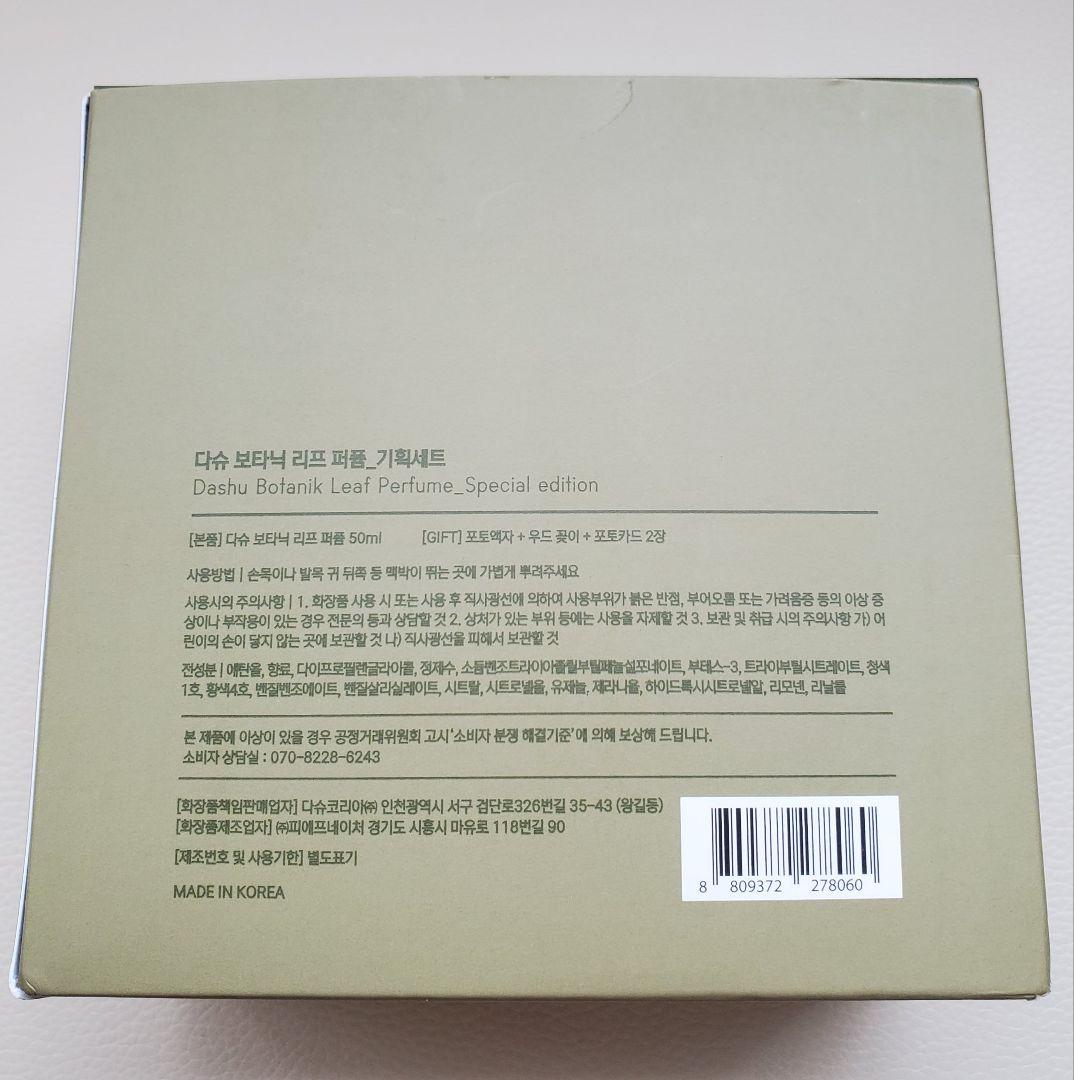 다슈 보타닉 리프 퍼퓸_기획세트
Dashu Botanik Leaf Perfume_Special edition
[본품] 다슈 보타닉 리프 퍼퓸 50ml [GIFT] 포토액자 + 우드 꽂이 + 포토카드 2장
사용방법 | 손목이나 발목 귀 뒤쪽 등 맥박이 뛰는 곳에 가볍게 뿌려주세요
사용시의 주의사항 | 1. 화장품 사용 시 또는 사용 후 직사광선에 의하여 사용부위가 붉은 반점, 부어오름 또는 가려움증 등의 이상 증
상이나 부작용이 있는 경우 전문의 등과 상담할 것 2. 상처가 있는 부위 등에는 사용을 자제할 것 3. 보관 및 취급 시의 주의사항 가) 어
린이의 손이 닿지 않는 곳에 보관할 것 나) 직사광선을 피해서 보관할 것
전성분 | 에탄올, 향료, 다이프로필렌글라이콜, 정제수, 소듐벤조트라이아졸릴부틸페놀설포네이트, 부테스-3, 트라이부틸시트레이트, 청색
1호, 황색4호, 벤질벤조에이트, 벤질살리실레이트, 시트랄, 시트로넬올, 유제놀, 제라니올, 하이드록시시트로넬알, 리모넨, 리날룰
본 제품에 이상이 있을 경우 공정거래위원회 고시 '소비자 분쟁 해결기준'에 의해 보상해 드립니다.
소비자 상담실 : 070-8228-6243
[화장품책임판매업자] 다슈코리아㈜ 인천광역시 서구 검단로326번길 35-43 (왕길동)
[화장품제조업자] ㈜피에프네이처 경기도 시흥시 마유로 118번길 90
[제조번호 및 사용기한] 별도표기
MADE IN KOREA
8 809372 278060